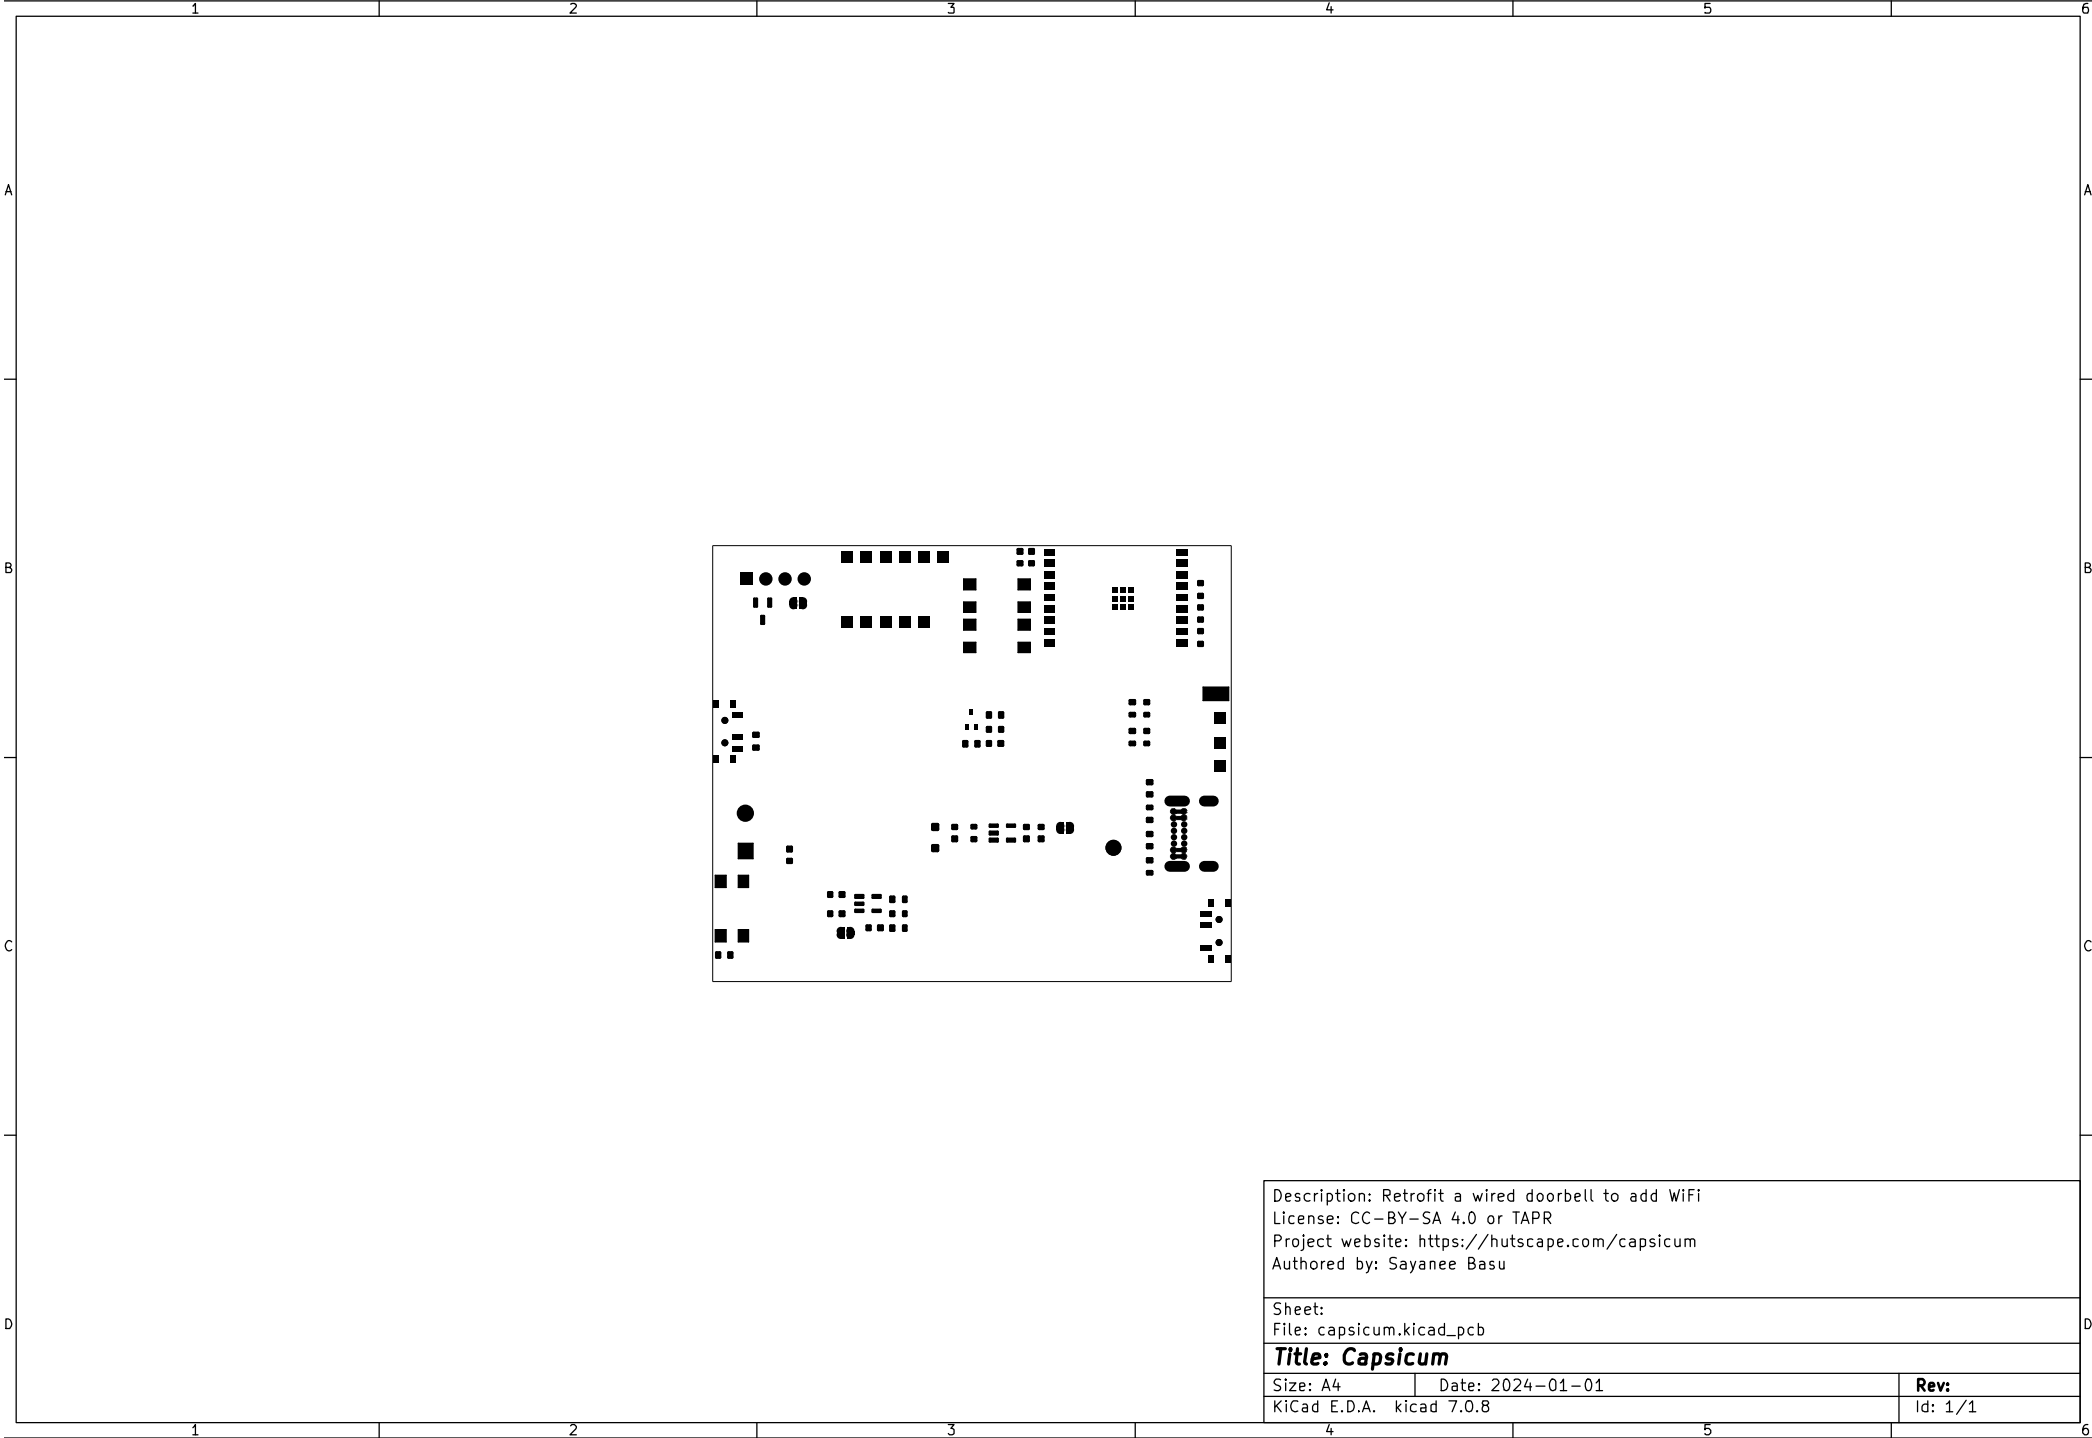 1 2 3 4 5 6
A A
B B
C C
Description: Retrofit a wired doorbell to add WiFi
License: CC-BY-SA 4.0 or TAPR
Project website: https://hutscape.com/capsicum
Authored by: Sayanee Basu
Sheet:
D D
File: capsicum.kicad_pcb
Title: Capsicum
Size: A4 Date: 2024-01-01 Rev:
KiCad E.D.A. kicad 7.0.8 Id: 1/1
1 2 3 4 5 6